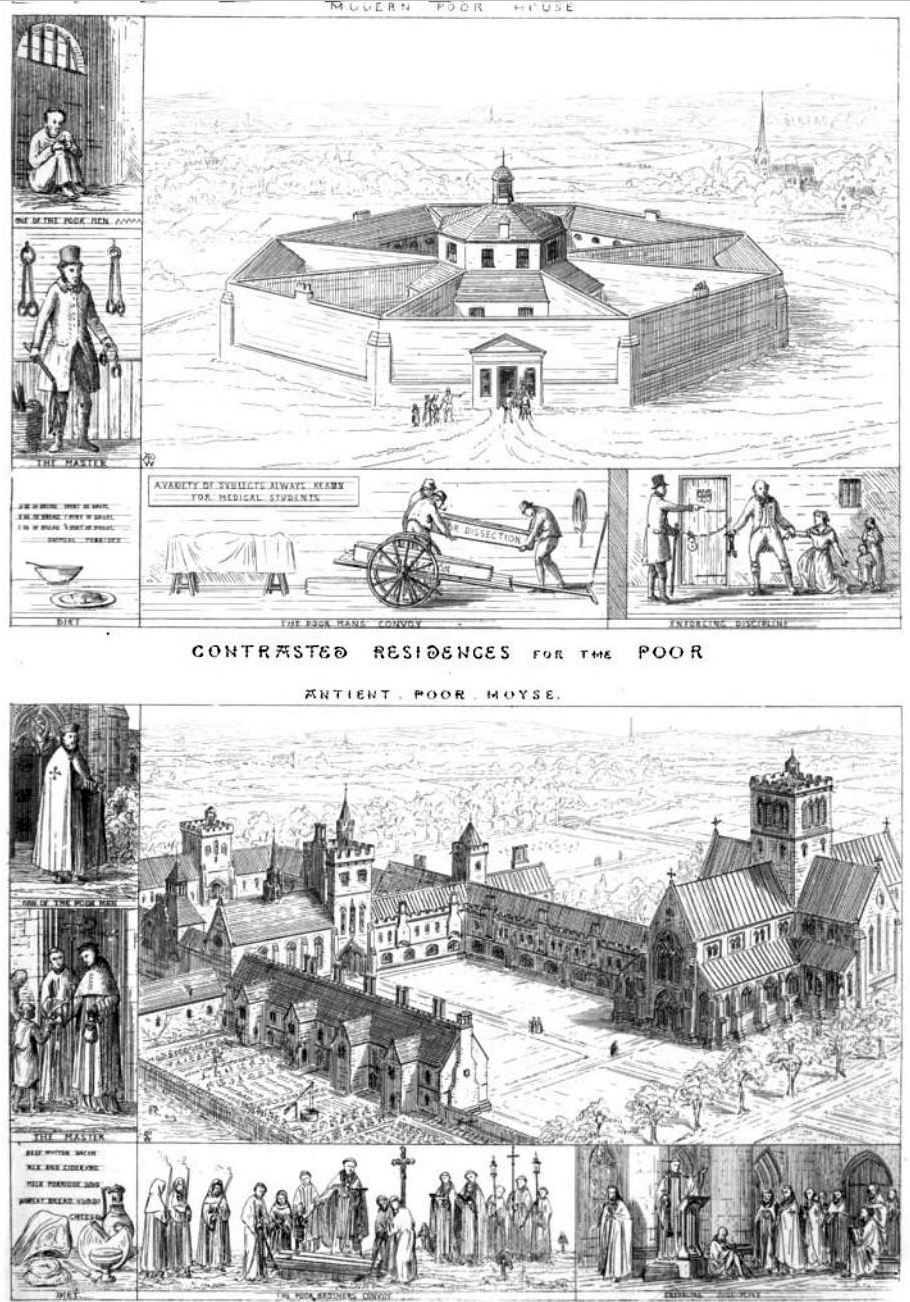 MODERN POOR HOUSE
ONE OF THE POOR MEN
THE MASTER
A VARIETY OF SUBJECTS ALWAYS READY
FOR MEDICAL STUDENTS
FOR DISSECTION
DIET
THE POOR MANS CONVOY
ENFORCING DISCIPLINE
CONTRASTED RESIDENCES FOR THE POOR
ANTIENT POOR HOYSE.
ONE OF THE POOR MEN
THE MASTER
BEEF MUTTON BACON
ALE AND CIDER
MILK PORRIDGE
WHEAT BREAD
CHEESE
DIET
THE POOR BROTHERS CONVOY
DISCIPLINE